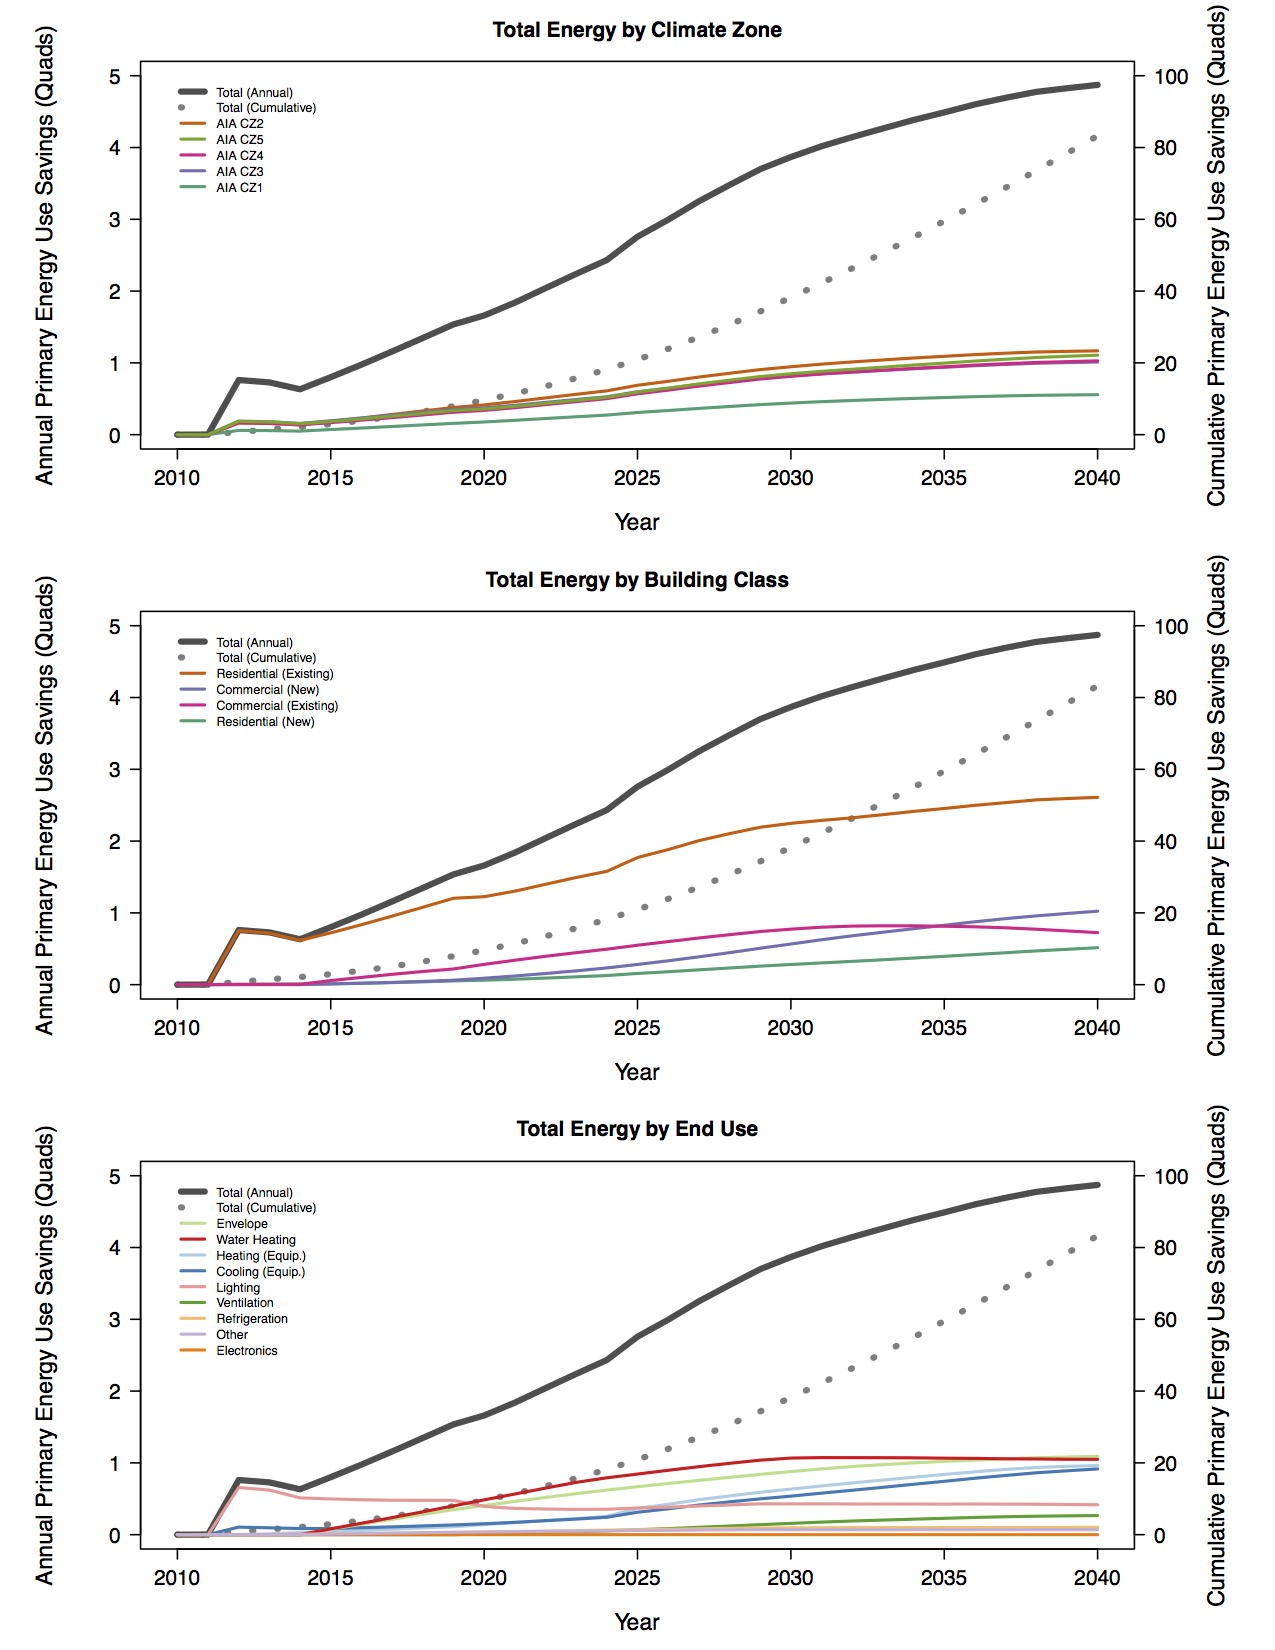 Total Energy by Climate Zone
Annual Primary Energy Use Savings (Quads)
Cumulative Primary Energy Use Savings (Quads)
5
4
3
2
1
0
100
80
60
40
20
0
Total (Annual)
Total (Cumulative)
AIA CZ2
AIA CZ5
AIA CZ4
AIA CZ3
AIA CZ1
2010 2015 2020 2025 2030 2035 2040
Year
Total Energy by Building Class
Annual Primary Energy Use Savings (Quads)
Cumulative Primary Energy Use Savings (Quads)
5
4
3
2
1
0
100
80
60
40
20
0
Total (Annual)
Total (Cumulative)
Residential (Existing)
Commercial (New)
Commercial (Existing)
Residential (New)
2010 2015 2020 2025 2030 2035 2040
Year
Total Energy by End Use
Annual Primary Energy Use Savings (Quads)
Cumulative Primary Energy Use Savings (Quads)
5
4
3
2
1
0
100
80
60
40
20
0
Total (Annual)
Total (Cumulative)
Envelope
Water Heating
Heating (Equip.)
Cooling (Equip.)
Lighting
Ventilation
Refrigeration
Other
Electronics
2010 2015 2020 2025 2030 2035 2040
Year